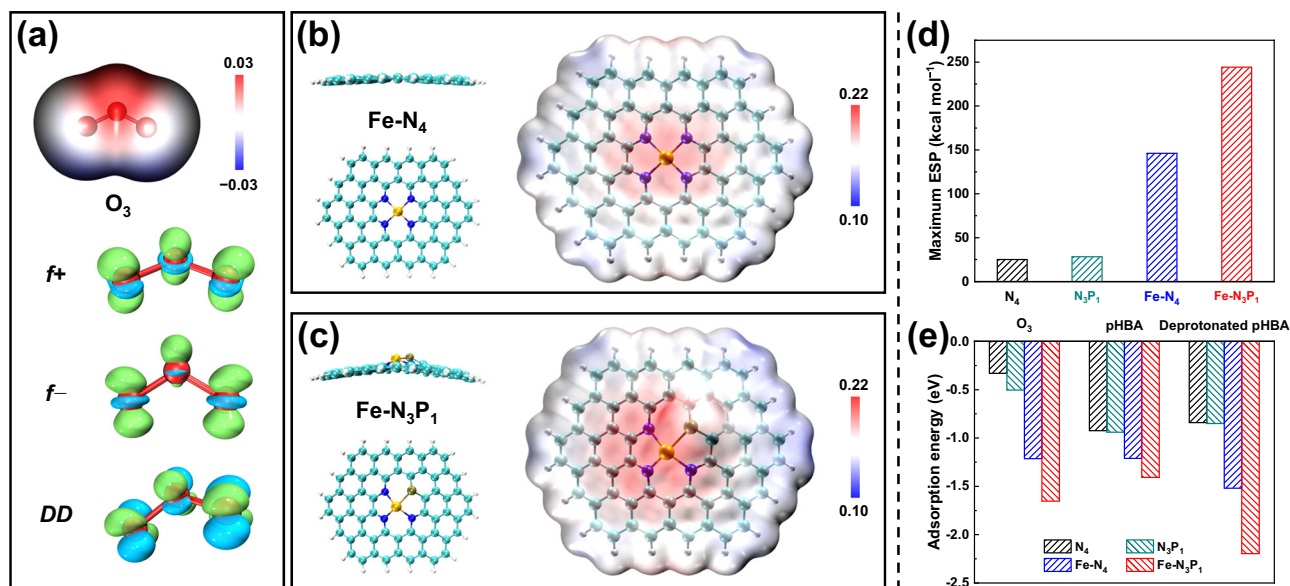 (a)
0.03
−0.03
O₃
f+
f−
DD
(b)
Fe-N₄
0.22
0.10
(c)
Fe-N₃P₁
0.22
0.10
(d)
Maximum ESP (kcal mol⁻¹)
250
200
150
100
50
25
0
N₄
N₃P₁
Fe-N₄
Fe-N₃P₁
(e)
O₃
pHBA
Deprotonated pHBA
Adsorption energy (eV)
0.0
-0.5
-1.0
-1.5
-2.0
-2.5
N₄
N₃P₁
Fe-N₄
Fe-N₃P₁